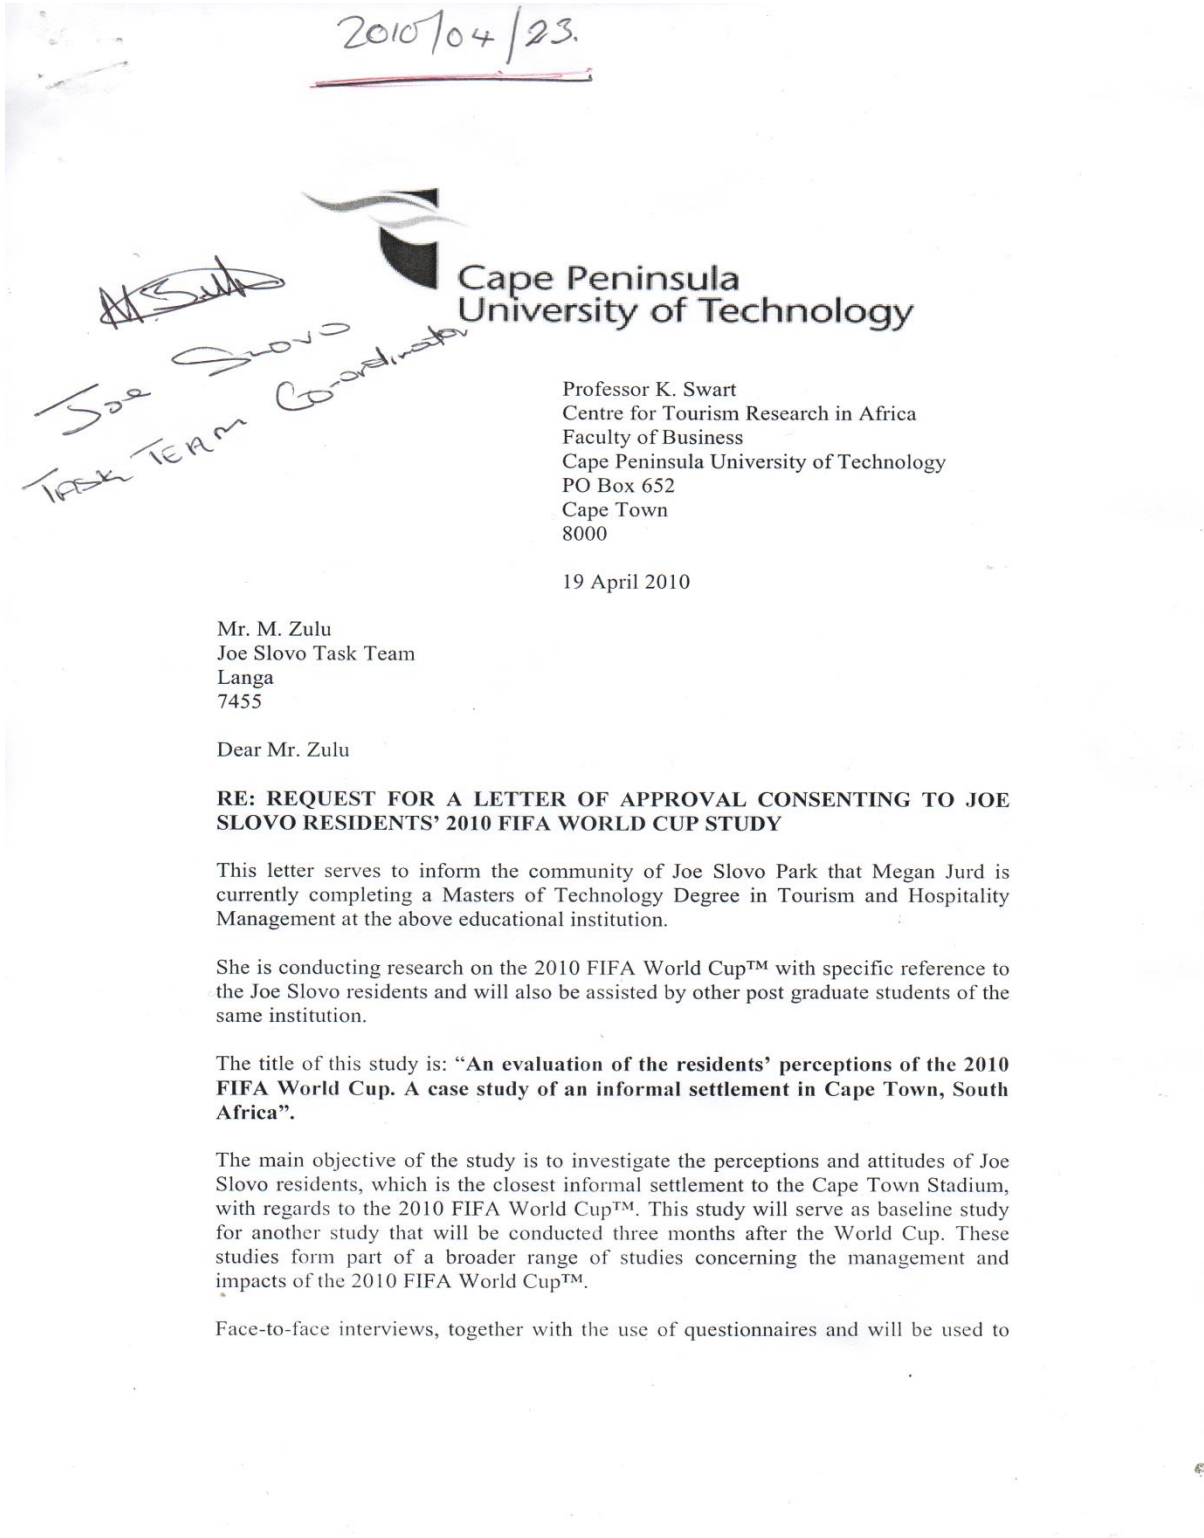 2010/04/23.
Cape Peninsula
University of Technology
Joe Slovo
Task Team Co-ordinator
Professor K. Swart
Centre for Tourism Research in Africa
Faculty of Business
Cape Peninsula University of Technology
PO Box 652
Cape Town
8000
19 April 2010
Mr. M. Zulu
Joe Slovo Task Team
Langa
7455
Dear Mr. Zulu
RE: REQUEST FOR A LETTER OF APPROVAL CONSENTING TO JOE
SLOVO RESIDENTS’ 2010 FIFA WORLD CUP STUDY
This letter serves to inform the community of Joe Slovo Park that Megan Jurd is
currently completing a Masters of Technology Degree in Tourism and Hospitality
Management at the above educational institution.
She is conducting research on the 2010 FIFA World Cup™ with specific reference to
the Joe Slovo residents and will also be assisted by other post graduate students of the
same institution.
The title of this study is: “An evaluation of the residents’ perceptions of the 2010
FIFA World Cup. A case study of an informal settlement in Cape Town, South
Africa”.
The main objective of the study is to investigate the perceptions and attitudes of Joe
Slovo residents, which is the closest informal settlement to the Cape Town Stadium,
with regards to the 2010 FIFA World Cup™. This study will serve as baseline study
for another study that will be conducted three months after the World Cup. These
studies form part of a broader range of studies concerning the management and
impacts of the 2010 FIFA World Cup™.
Face-to-face interviews, together with the use of questionnaires and will be used to